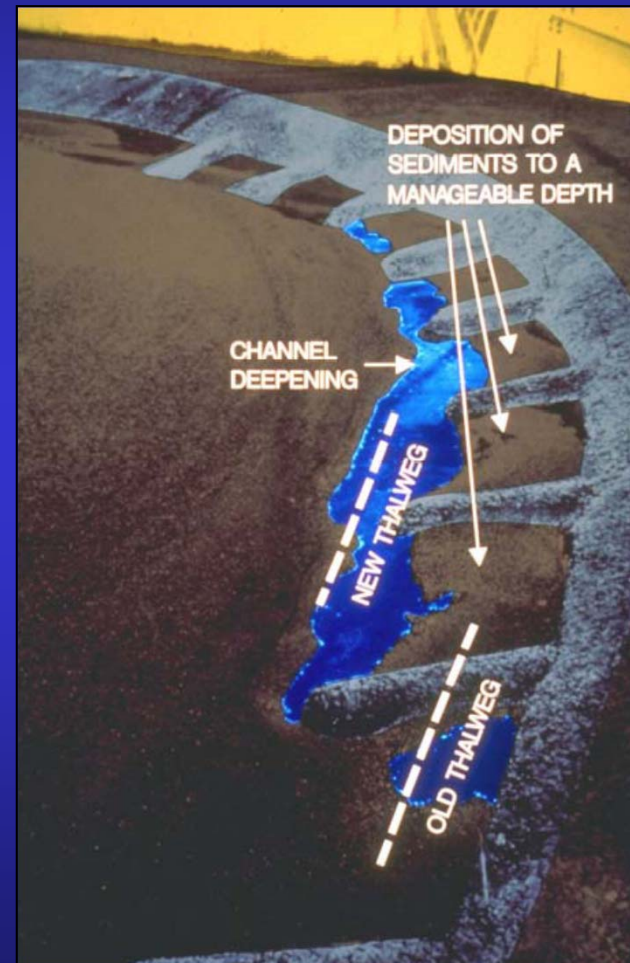 DEPOSITION OF
SEDIMENTS TO A
MANAGEABLE DEPTH
CHANNEL
DEEPENING
NEW THALWEG
OLD THALWEG